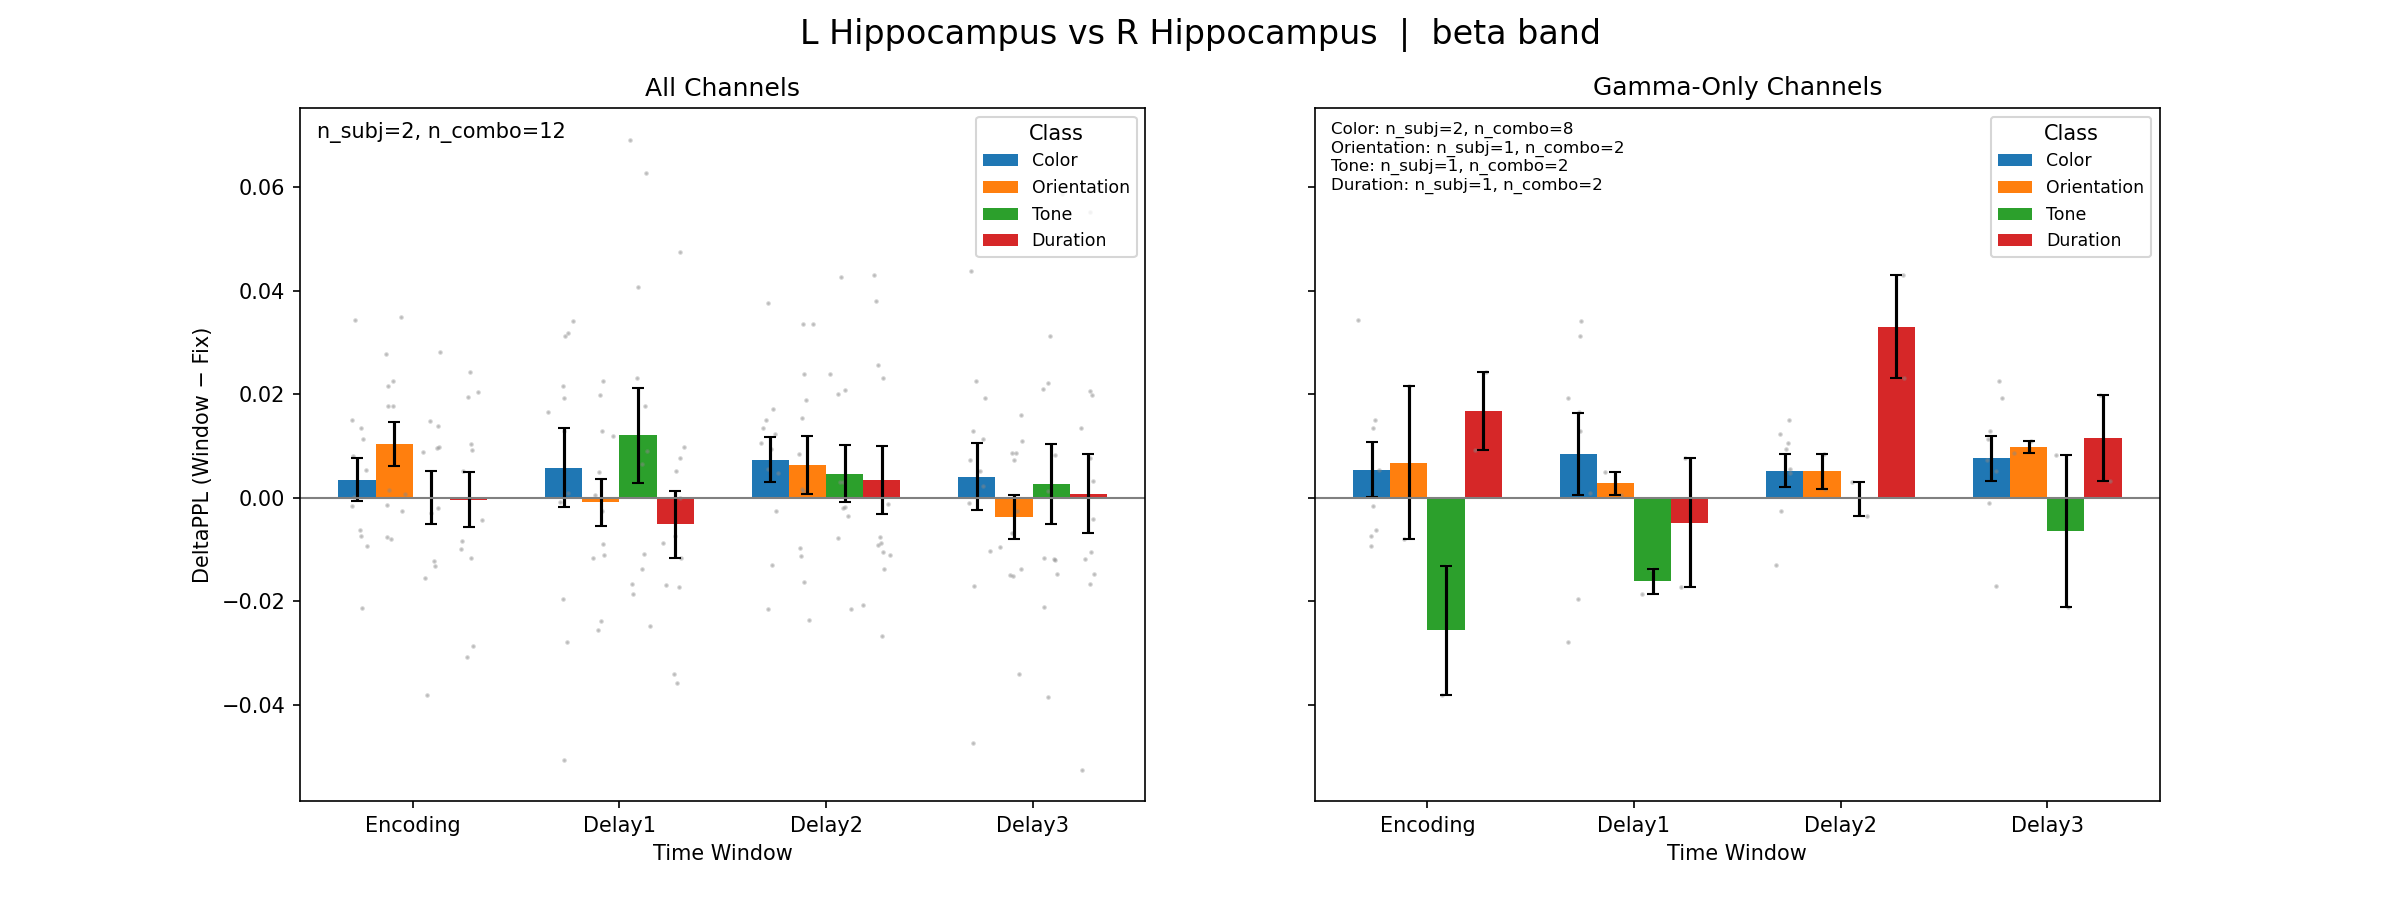 L Hippocampus vs R Hippocampus | beta band
All Channels
n_subj=2, n_combo=12
Class
Color
Orientation
Tone
Duration
0.06
0.04
0.02
0.00
−0.02
−0.04
DeltaPPL (Window − Fix)
Encoding
Delay1
Delay2
Delay3
Time Window
Gamma-Only Channels
Color: n_subj=2, n_combo=8
Orientation: n_subj=1, n_combo=2
Tone: n_subj=1, n_combo=2
Duration: n_subj=1, n_combo=2
Class
Color
Orientation
Tone
Duration
Encoding
Delay1
Delay2
Delay3
Time Window